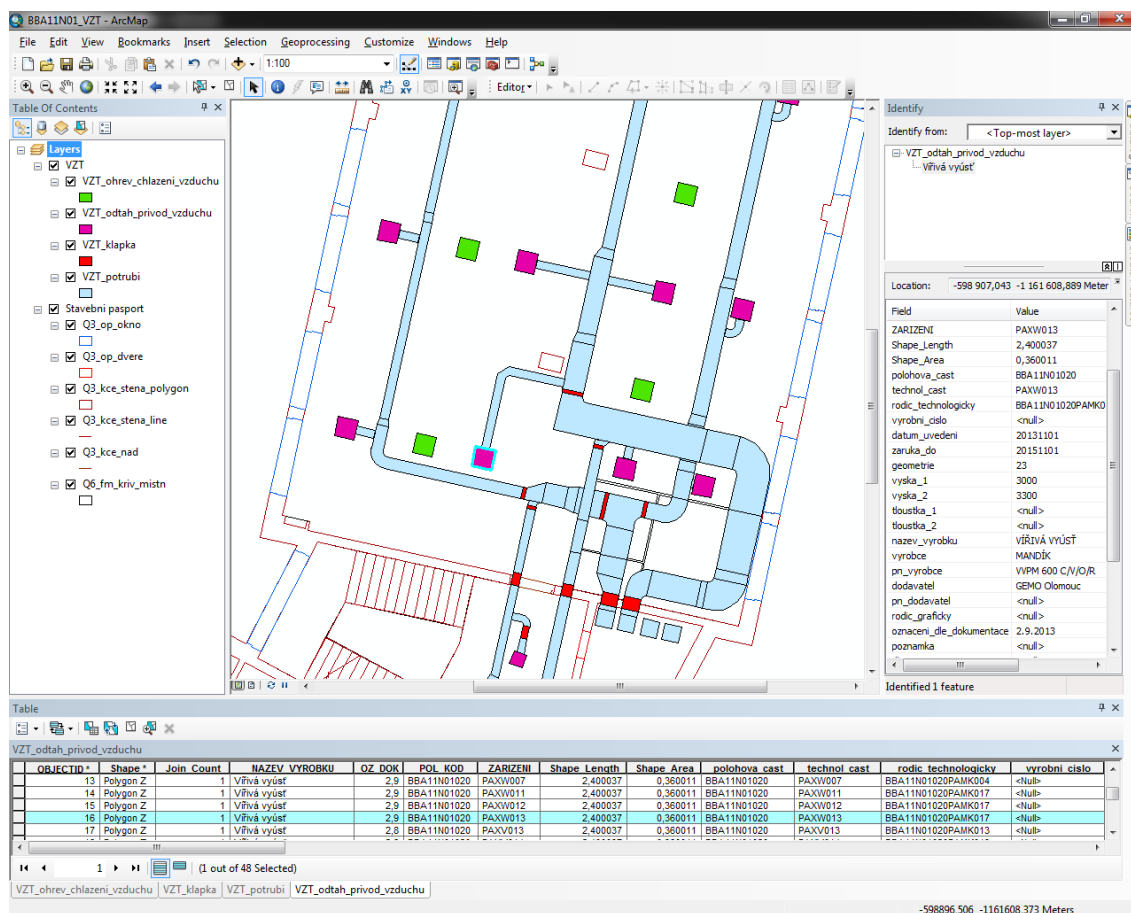 BBA11N01_VZT - ArcMap
File Edit View Bookmarks Insert Selection Geoprocessing Customize Windows Help
1:100
Editor
Table Of Contents
Layers
VZT
VZT_ohrev_chlazeni_vzduchu
VZT_odtah_privod_vzduchu
VZT_klapka
VZT_potrubi
Stavebni pasport
Q3_op_okno
Q3_op_dvere
Q3_kce_stena_polygon
Q3_kce_stena_line
Q3_kce_nad
Q6_fm_kriv_mistn
Identify
Identify from: <Top-most layer>
VZT_odtah_privod_vzduchu
Vířivá vyúsť
Location: -598 907,043 -1 161 608,889 Meter
Field Value
ZARIZENI PAXW013
Shape_Length 2,400037
Shape_Area 0,360011
polohova_cast BBA11N01020
technol_cast PAXW013
rodic_technologicky BBA11N01020PAMK0
vyrobni_cislo <null>
datum_uvedeni 20131101
zaruka_do 20151101
geometrie 23
vyska_1 3000
vyska_2 3300
tloustka_1 <null>
tloustka_2 <null>
nazev_vyrobku VÍŘIVÁ VYÚSŤ
vyrobce MANDÍK
pn_vyrobce VVPM 600 C/V/O/R
dodavatel GEMO Olomouc
pn_dodavatel <null>
rodic_graficky <null>
oznaceni_dle_dokumentace 2.9.2013
poznamka <null>
Identified 1 feature
Table
VZT_odtah_privod_vzduchu
OBJECTID * Shape * Join_Count NAZEV_VYROBKU OZ_DOK POL_KOD ZARIZENI Shape_Length Shape_Area polohova_cast technol_cast rodic_technologicky vyrobni_cislo
13 Polygon Z 1 Vířivá vyúsť 2,9 BBA11N01020 PAXW007 2,400037 0,360011 BBA11N01020 PAXW007 BBA11N01020PAMK004 <Null>
14 Polygon Z 1 Vířivá vyúsť 2,9 BBA11N01020 PAXW011 2,400037 0,360011 BBA11N01020 PAXW011 BBA11N01020PAMK017 <Null>
15 Polygon Z 1 Vířivá vyúsť 2,9 BBA11N01020 PAXW012 2,400037 0,360011 BBA11N01020 PAXW012 BBA11N01020PAMK017 <Null>
16 Polygon Z 1 Vířivá vyúsť 2,9 BBA11N01020 PAXW013 2,400037 0,360011 BBA11N01020 PAXW013 BBA11N01020PAMK017 <Null>
17 Polygon Z 1 Vířivá vyúsť 2,8 BBA11N01020 PAXV013 2,400037 0,360011 BBA11N01020 PAXV013 BBA11N01020PAMK013 <Null>
1 (1 out of 48 Selected)
VZT_ohrev_chlazeni_vzduchu VZT_klapka VZT_potrubi VZT_odtah_privod_vzduchu
-598896,506 -1161608,373 Meters